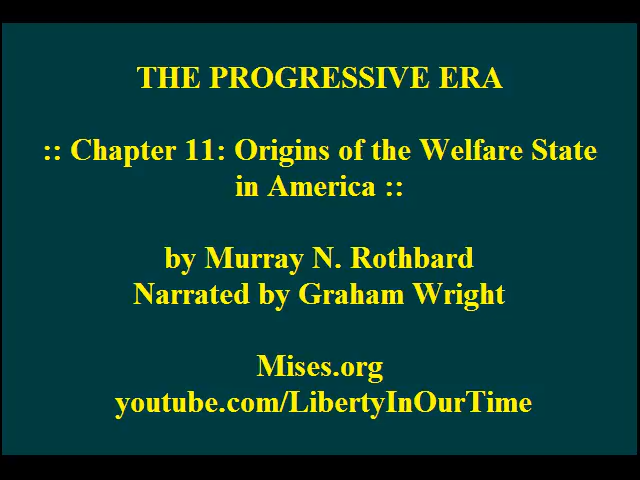 THE PROGRESSIVE ERA
:: Chapter 11: Origins of the Welfare State
in America ::
by Murray N. Rothbard
Narrated by Graham Wright
Mises.org
youtube.com/LibertyInOurTime